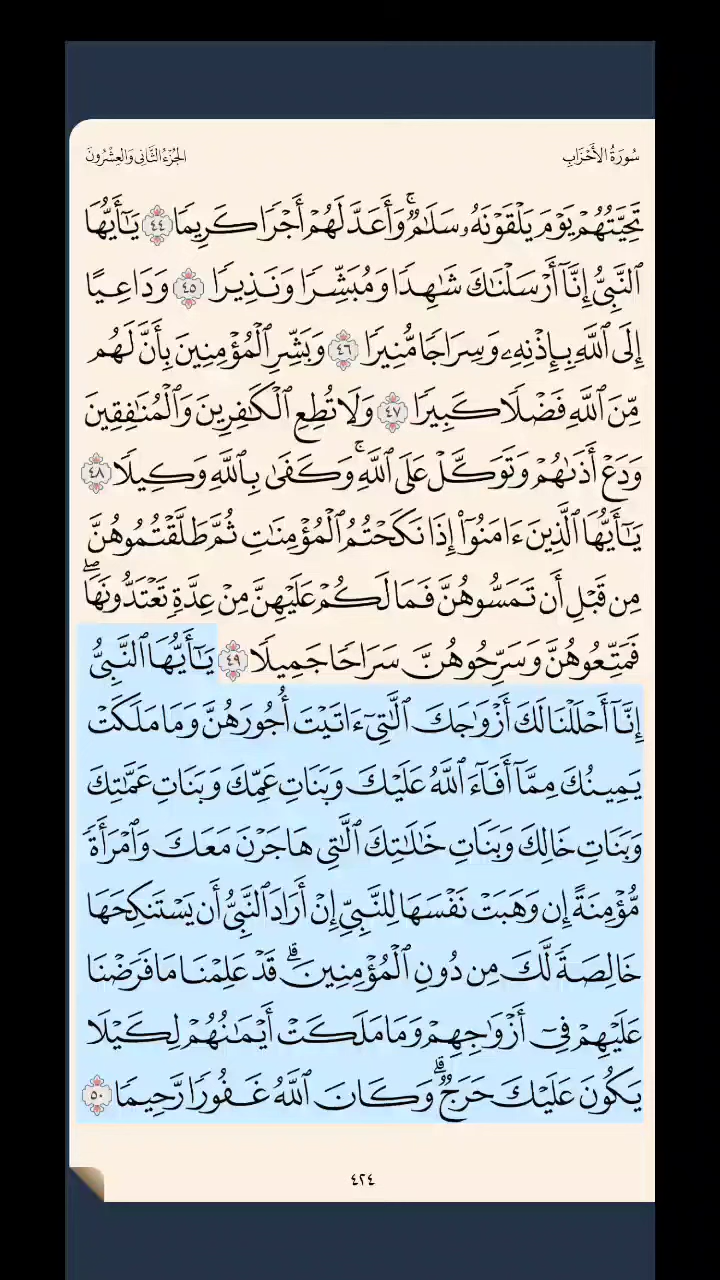 سُورَةُ الأَحْزَابِ
الجُزْءُ الثَّانِي وَالعِشْرُونَ
تَحِيَّتُهُمْ يَوْمَ يَلْقَوْنَهُۥ سَلَٰمٌۚ وَأَعَدَّ لَهُمْ أَجْرًا كَرِيمًا ٤٤ يَٰٓأَيُّهَا
ٱلنَّبِيُّ إِنَّآ أَرْسَلْنَٰكَ شَٰهِدًا وَمُبَشِّرًا وَنَذِيرًا ٤٥ وَدَاعِيًا
إِلَى ٱللَّهِ بِإِذْنِهِۦ وَسِرَاجًا مُّنِيرًا ٤٦ وَبَشِّرِ ٱلْمُؤْمِنِينَ بِأَنَّ لَهُم
مِّنَ ٱللَّهِ فَضْلًا كَبِيرًا ٤٧ وَلَا تُطِعِ ٱلْكَٰفِرِينَ وَٱلْمُنَٰفِقِينَ
وَدَعْ أَذَىٰهُمْ وَتَوَكَّلْ عَلَى ٱللَّهِۚ وَكَفَىٰ بِٱللَّهِ وَكِيلًا ٤٨
يَٰٓأَيُّهَا ٱلَّذِينَ ءَامَنُوٓا۟ إِذَا نَكَحْتُمُ ٱلْمُؤْمِنَٰتِ ثُمَّ طَلَّقْتُمُوهُنَّ
مِن قَبْلِ أَن تَمَسُّوهُنَّ فَمَا لَكُمْ عَلَيْهِنَّ مِنْ عِدَّةٍ تَعْتَدُّونَهَاۖ
فَمَتِّعُوهُنَّ وَسَرِّحُوهُنَّ سَرَاحًا جَمِيلًا ٤٩ يَٰٓأَيُّهَا ٱلنَّبِيُّ
إِنَّآ أَحْلَلْنَا لَكَ أَزْوَٰجَكَ ٱلَّٰتِيٓ ءَاتَيْتَ أُجُورَهُنَّ وَمَا مَلَكَتْ
يَمِينُكَ مِمَّآ أَفَآءَ ٱللَّهُ عَلَيْكَ وَبَنَاتِ عَمِّكَ وَبَنَاتِ عَمَّٰتِكَ
وَبَنَاتِ خَالِكَ وَبَنَاتِ خَٰلَٰتِكَ ٱلَّٰتِي هَاجَرْنَ مَعَكَ وَٱمْرَأَةً
مُّؤْمِنَةً إِن وَهَبَتْ نَفْسَهَا لِلنَّبِيِّ إِنْ أَرَادَ ٱلنَّبِيُّ أَن يَسْتَنكِحَهَا
خَالِصَةً لَّكَ مِن دُونِ ٱلْمُؤْمِنِينَۗ قَدْ عَلِمْنَا مَا فَرَضْنَا
عَلَيْهِمْ فِيٓ أَزْوَٰجِهِمْ وَمَا مَلَكَتْ أَيْمَٰنُهُمْ لِكَيْلَا
يَكُونَ عَلَيْكَ حَرَجٌۗ وَكَانَ ٱللَّهُ غَفُورًا رَّحِيمًا ٥٠
٤٢٤